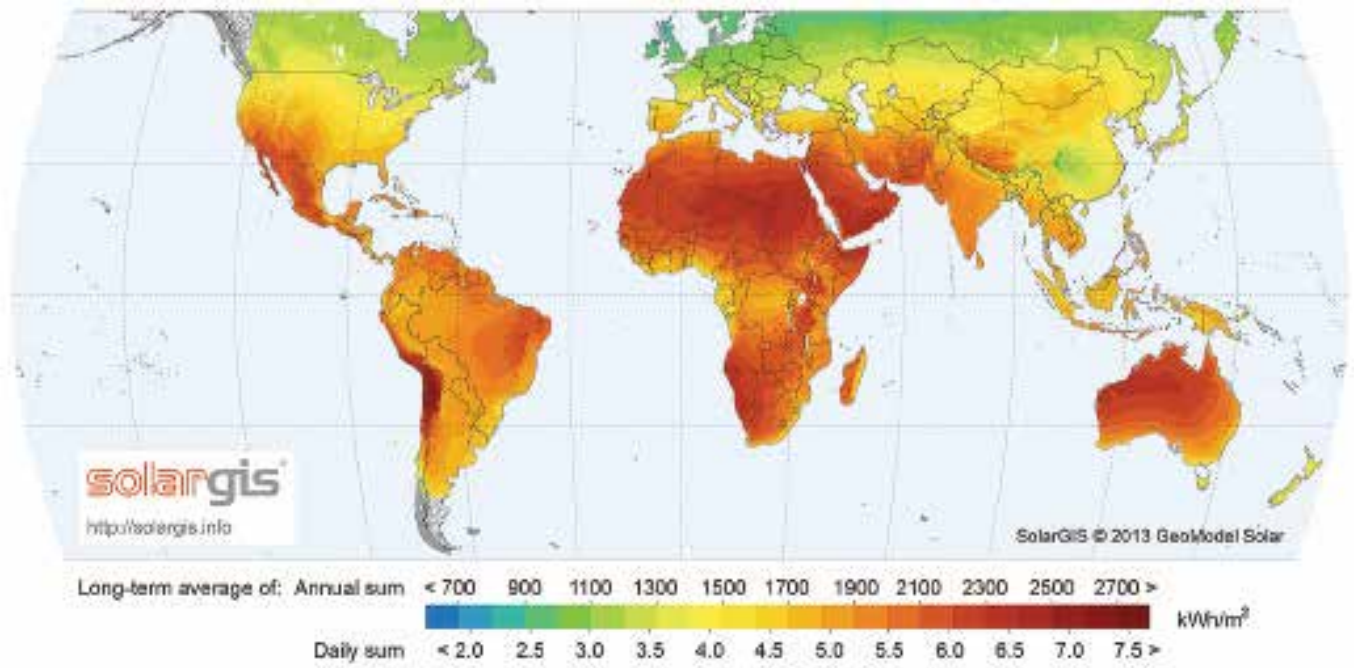 solargis
http://solargis.info
SolarGIS © 2013 GeoModel Solar
Long-term average of: Annual sum < 700 900 1100 1300 1500 1700 1900 2100 2300 2500 2700 >
kWh/m²
Daily sum < 2.0 2.5 3.0 3.5 4.0 4.5 5.0 5.5 6.0 6.5 7.0 7.5 >